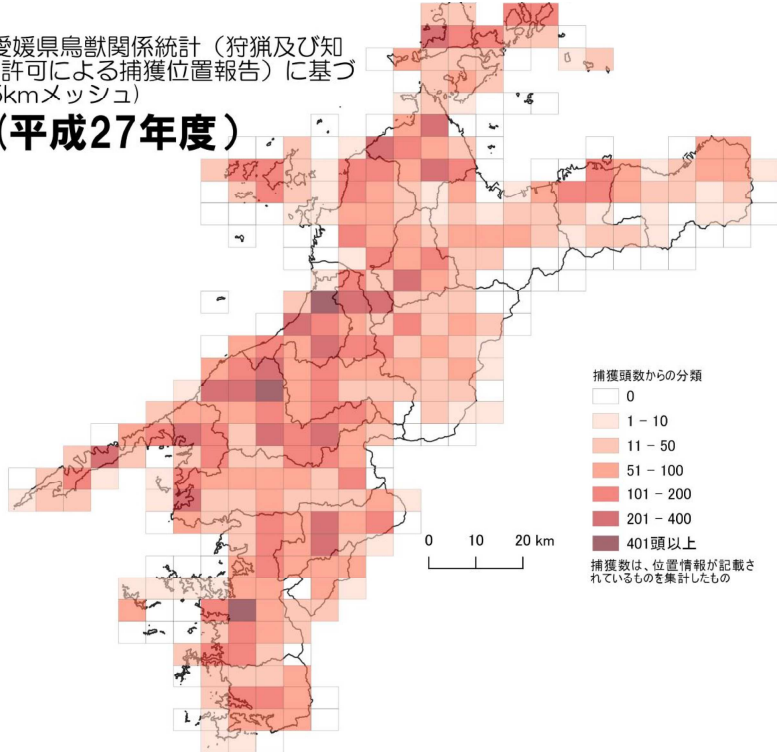 愛媛県鳥獣関係統計（狩猟及び知
許可による捕獲位置報告）に基づ
5kmメッシュ）
(平成27年度）
捕獲頭数からの分類
0
1 － 10
11 － 50
51 － 100
101 － 200
201 － 400
401頭以上
捕獲数は、位置情報が記載さ
れているものを集計したもの
0 10 20 km